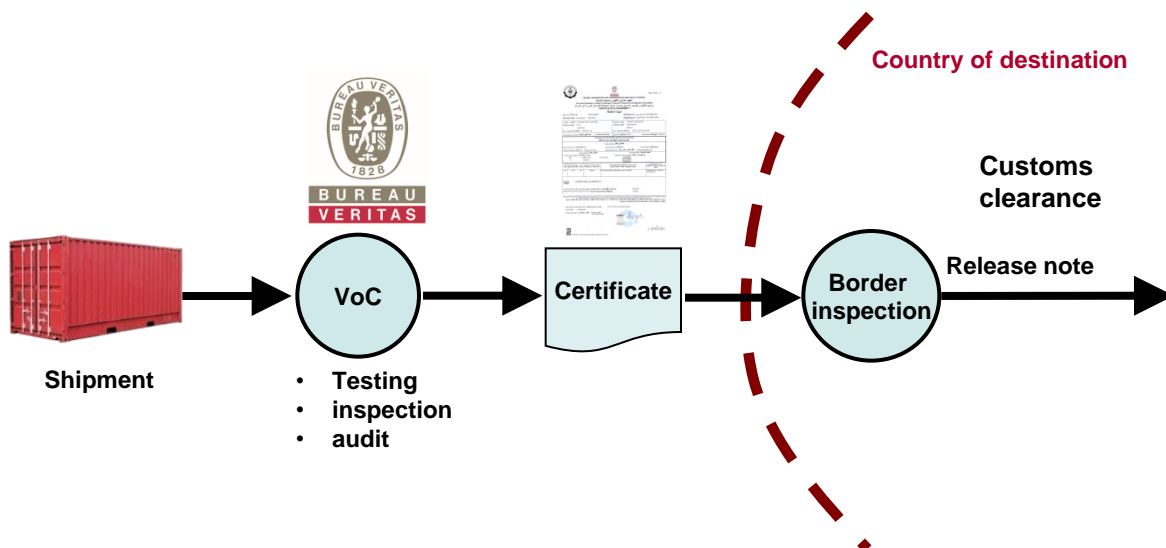 Country of destination
BUREAU VERITAS
1828
BUREAU
VERITAS
Customs
clearance
Shipment
VoC
Certificate
Border
inspection
Release note
• Testing
• inspection
• audit